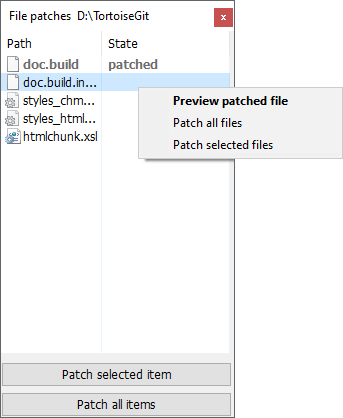 File patches D:\TortoiseGit
x
Path State
doc.build patched
doc.build.in...
styles_chm...
styles_html...
htmlchunk.xsl
Preview patched file
Patch all files
Patch selected files
Patch selected item
Patch all items